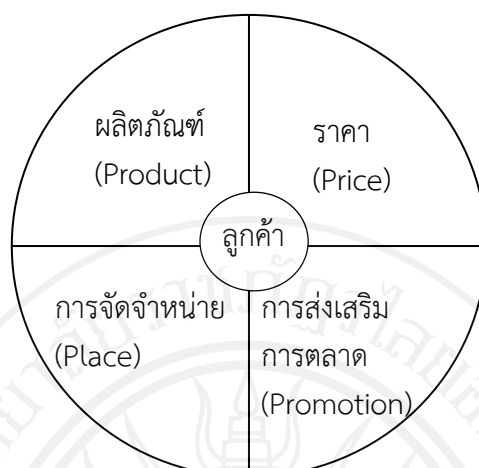 ผลิตภัณฑ์
(Product)
ราคา
(Price)
ลูกค้า
การจัดจำหน่าย
(Place)
การส่งเสริม
การตลาด
(Promotion)